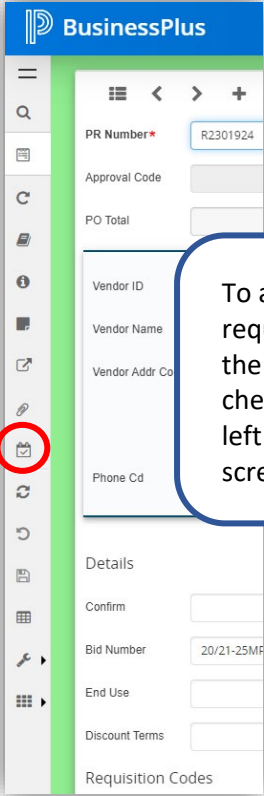 BusinessPlus
PR Number* R2301924
Approval Code
PO Total
Vendor ID
Vendor Name
Vendor Addr Co
Phone Cd
To a
requ
the
che
left
scre
Details
Confirm
Bid Number 20/21-25MP
End Use
Discount Terms
Requisition Codes